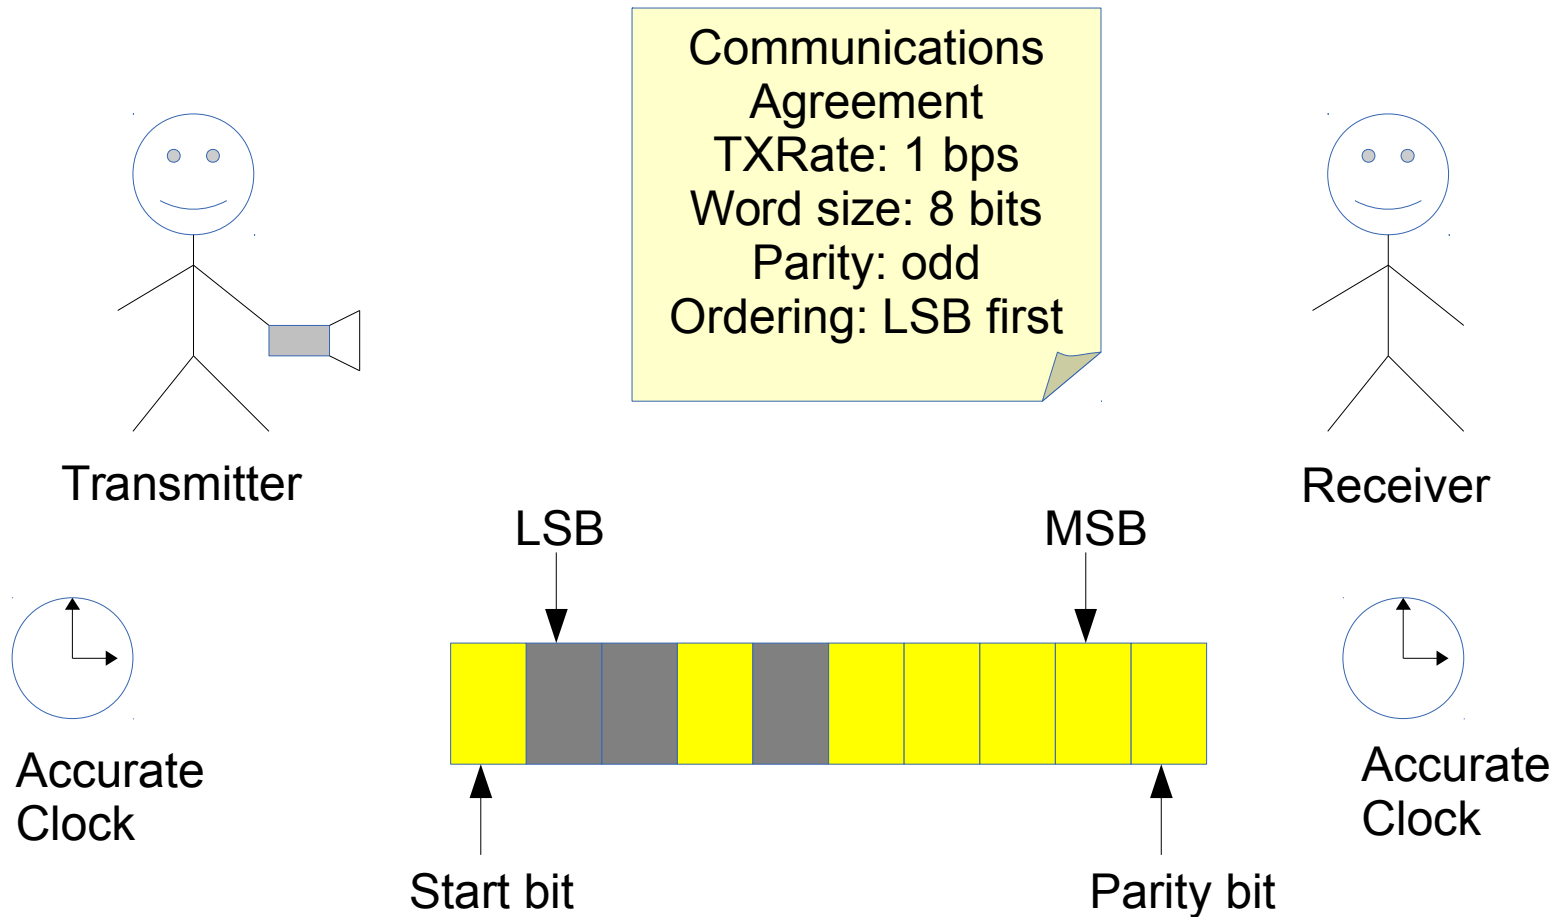 Communications
Agreement
TXRate: 1 bps
Word size: 8 bits
Parity: odd
Ordering: LSB first
Transmitter
Receiver
LSB
MSB
Accurate
Clock
Accurate
Clock
Start bit
Parity bit